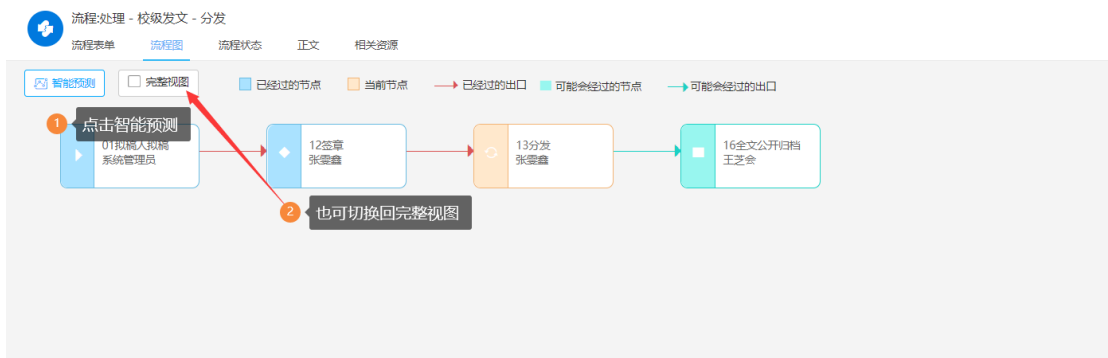 流程:处理 - 校级发文 - 分发
流程表单 流程图 流程状态 正文 相关资源
智能预测 完整视图 已经过的节点 当前节点 已经过的出口 可能会经过的节点 可能会经过的出口
1 点击智能预测
01拟稿人拟稿
系统管理员
12签章
张雯鑫
13分发
张雯鑫
16全文公开归档
王芝会
2 也可切换回完整视图